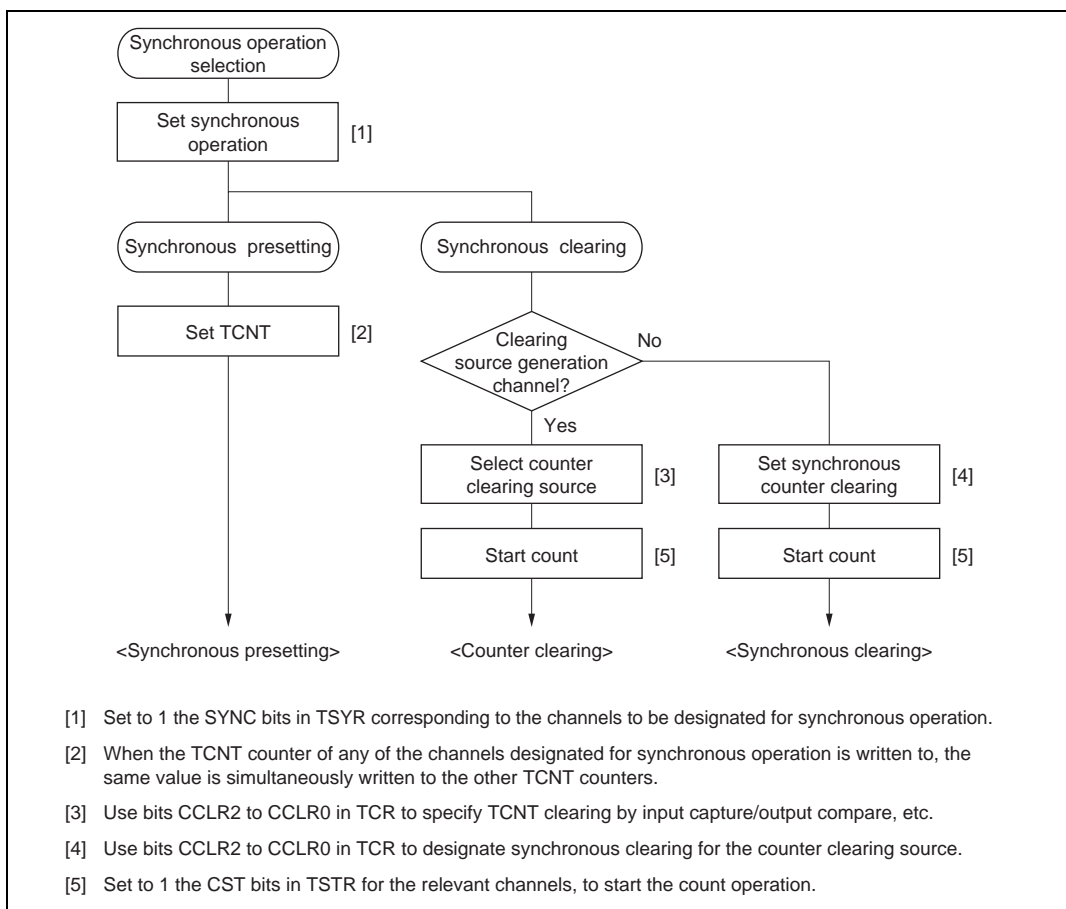 Synchronous operation
selection
Set synchronous
operation
[1]
Synchronous presetting
Synchronous clearing
Set TCNT
[2]
Clearing
source generation
channel?
No
Yes
Select counter
clearing source
[3]
Set synchronous
counter clearing
[4]
Start count
[5]
Start count
[5]
<Synchronous presetting>
<Counter clearing>
<Synchronous clearing>
[1] Set to 1 the SYNC bits in TSYR corresponding to the channels to be designated for synchronous operation.
[2] When the TCNT counter of any of the channels designated for synchronous operation is written to, the
same value is simultaneously written to the other TCNT counters.
[3] Use bits CCLR2 to CCLR0 in TCR to specify TCNT clearing by input capture/output compare, etc.
[4] Use bits CCLR2 to CCLR0 in TCR to designate synchronous clearing for the counter clearing source.
[5] Set to 1 the CST bits in TSTR for the relevant channels, to start the count operation.